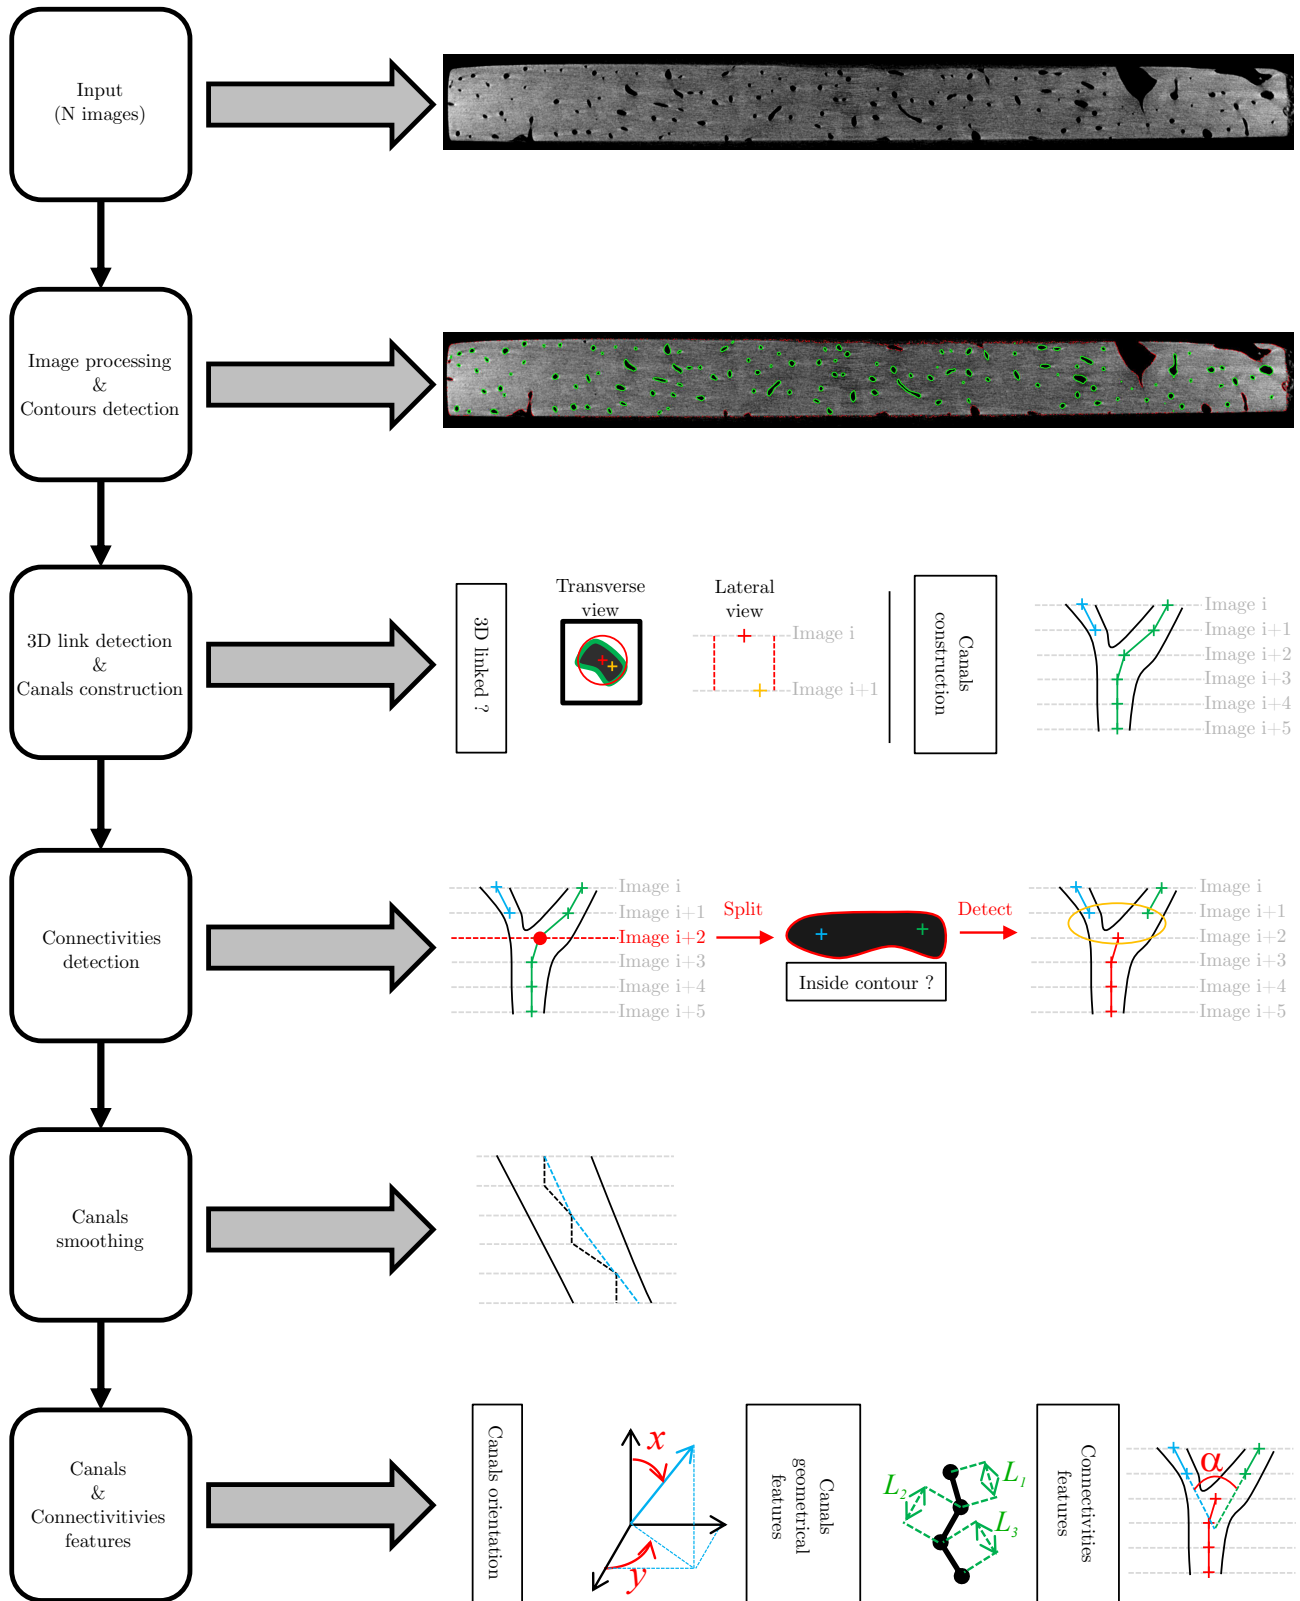 Input
(N images)
Image processing
&
Contours detection
3D link detection
&
Canals construction
3D linked ?
Transverse
view
Lateral
view
Image i
Image i+1
Canals
construction
Image i
Image i+1
Image i+2
Image i+3
Image i+4
Image i+5
Connectivities
detection
Image i
Image i+1
Image i+2
Image i+3
Image i+4
Image i+5
Split
Inside contour ?
Detect
Image i
Image i+1
Image i+2
Image i+3
Image i+4
Image i+5
Canals
smoothing
Canals
&
Connectivitivies
features
Canals orientation
x
y
Canals
geometrical
features
L1
L2
L3
Connectivities
features
α